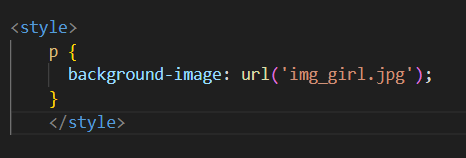 <style>
p {
background-image: url('img_girl.jpg');
}
</style>